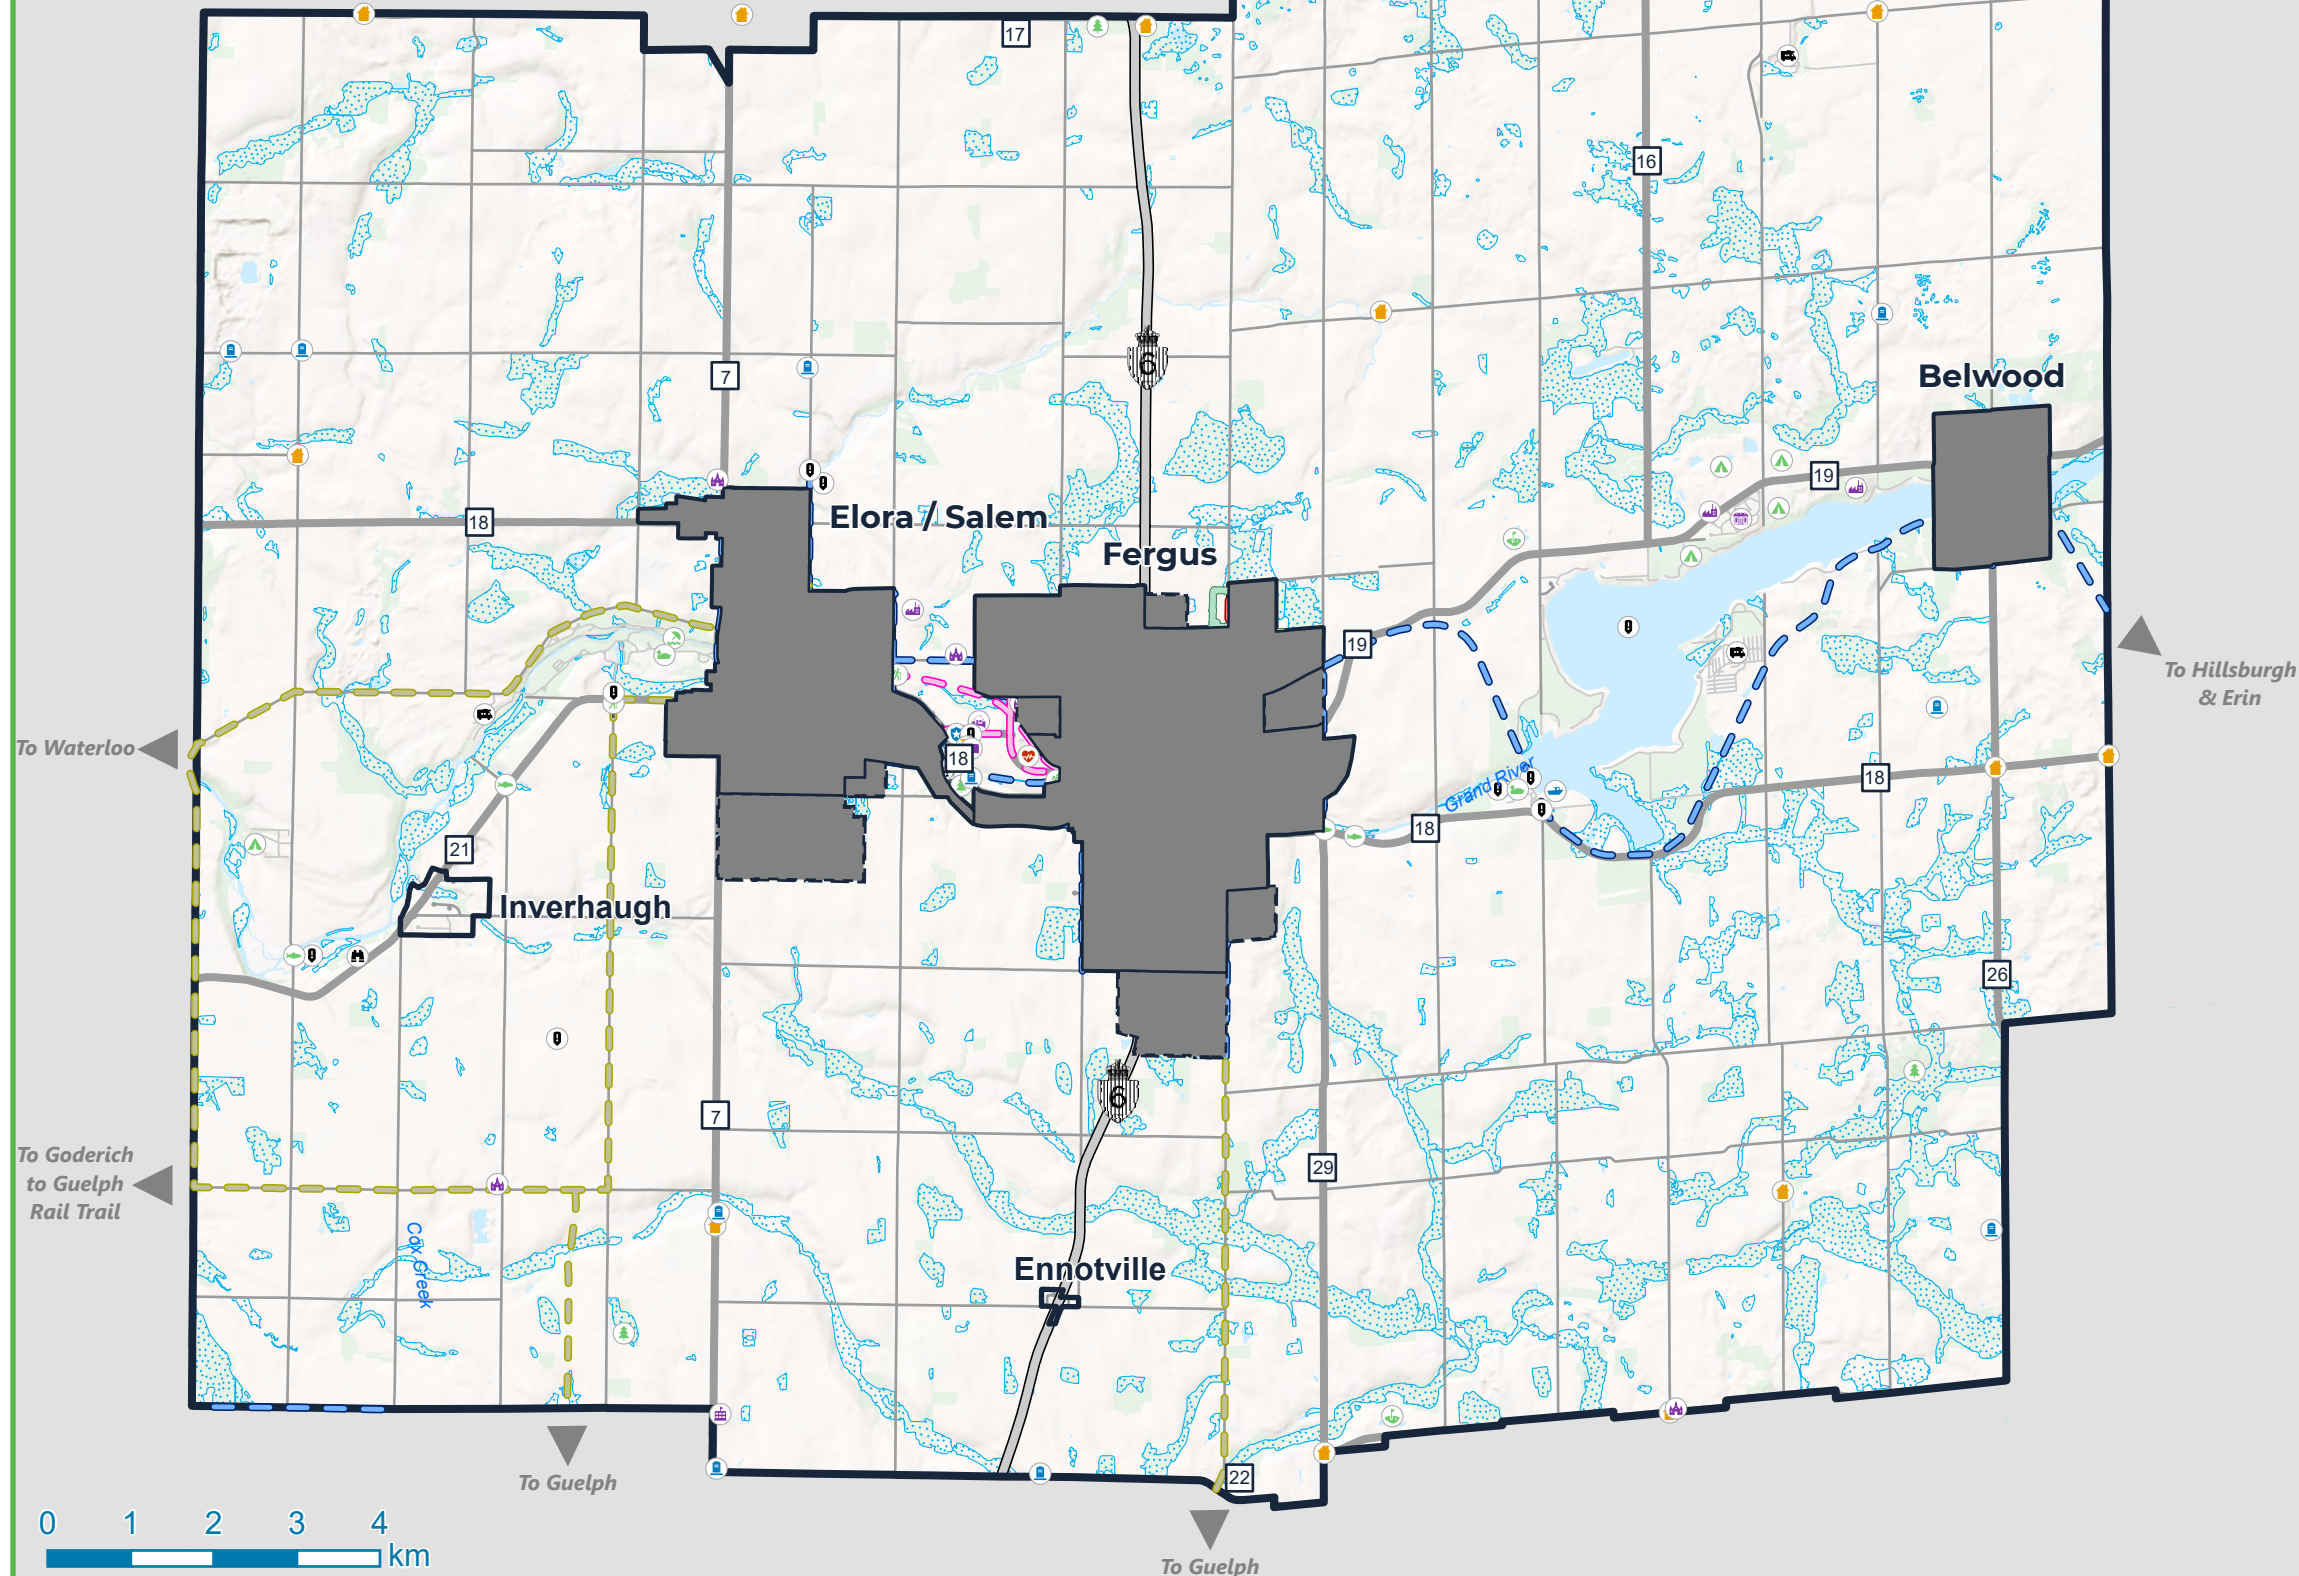 17
16
6
7
Belwood
19
18
Elora / Salem
Fergus
19
To Hillsburgh
& Erin
To Waterloo
18
18
Grand River
18
21
Inverhaugh
26
6
7
To Goderich
to Guelph
Rail Trail
29
Cox Creek
Ennotville
22
To Guelph
0 1 2 3 4
km
To Guelph